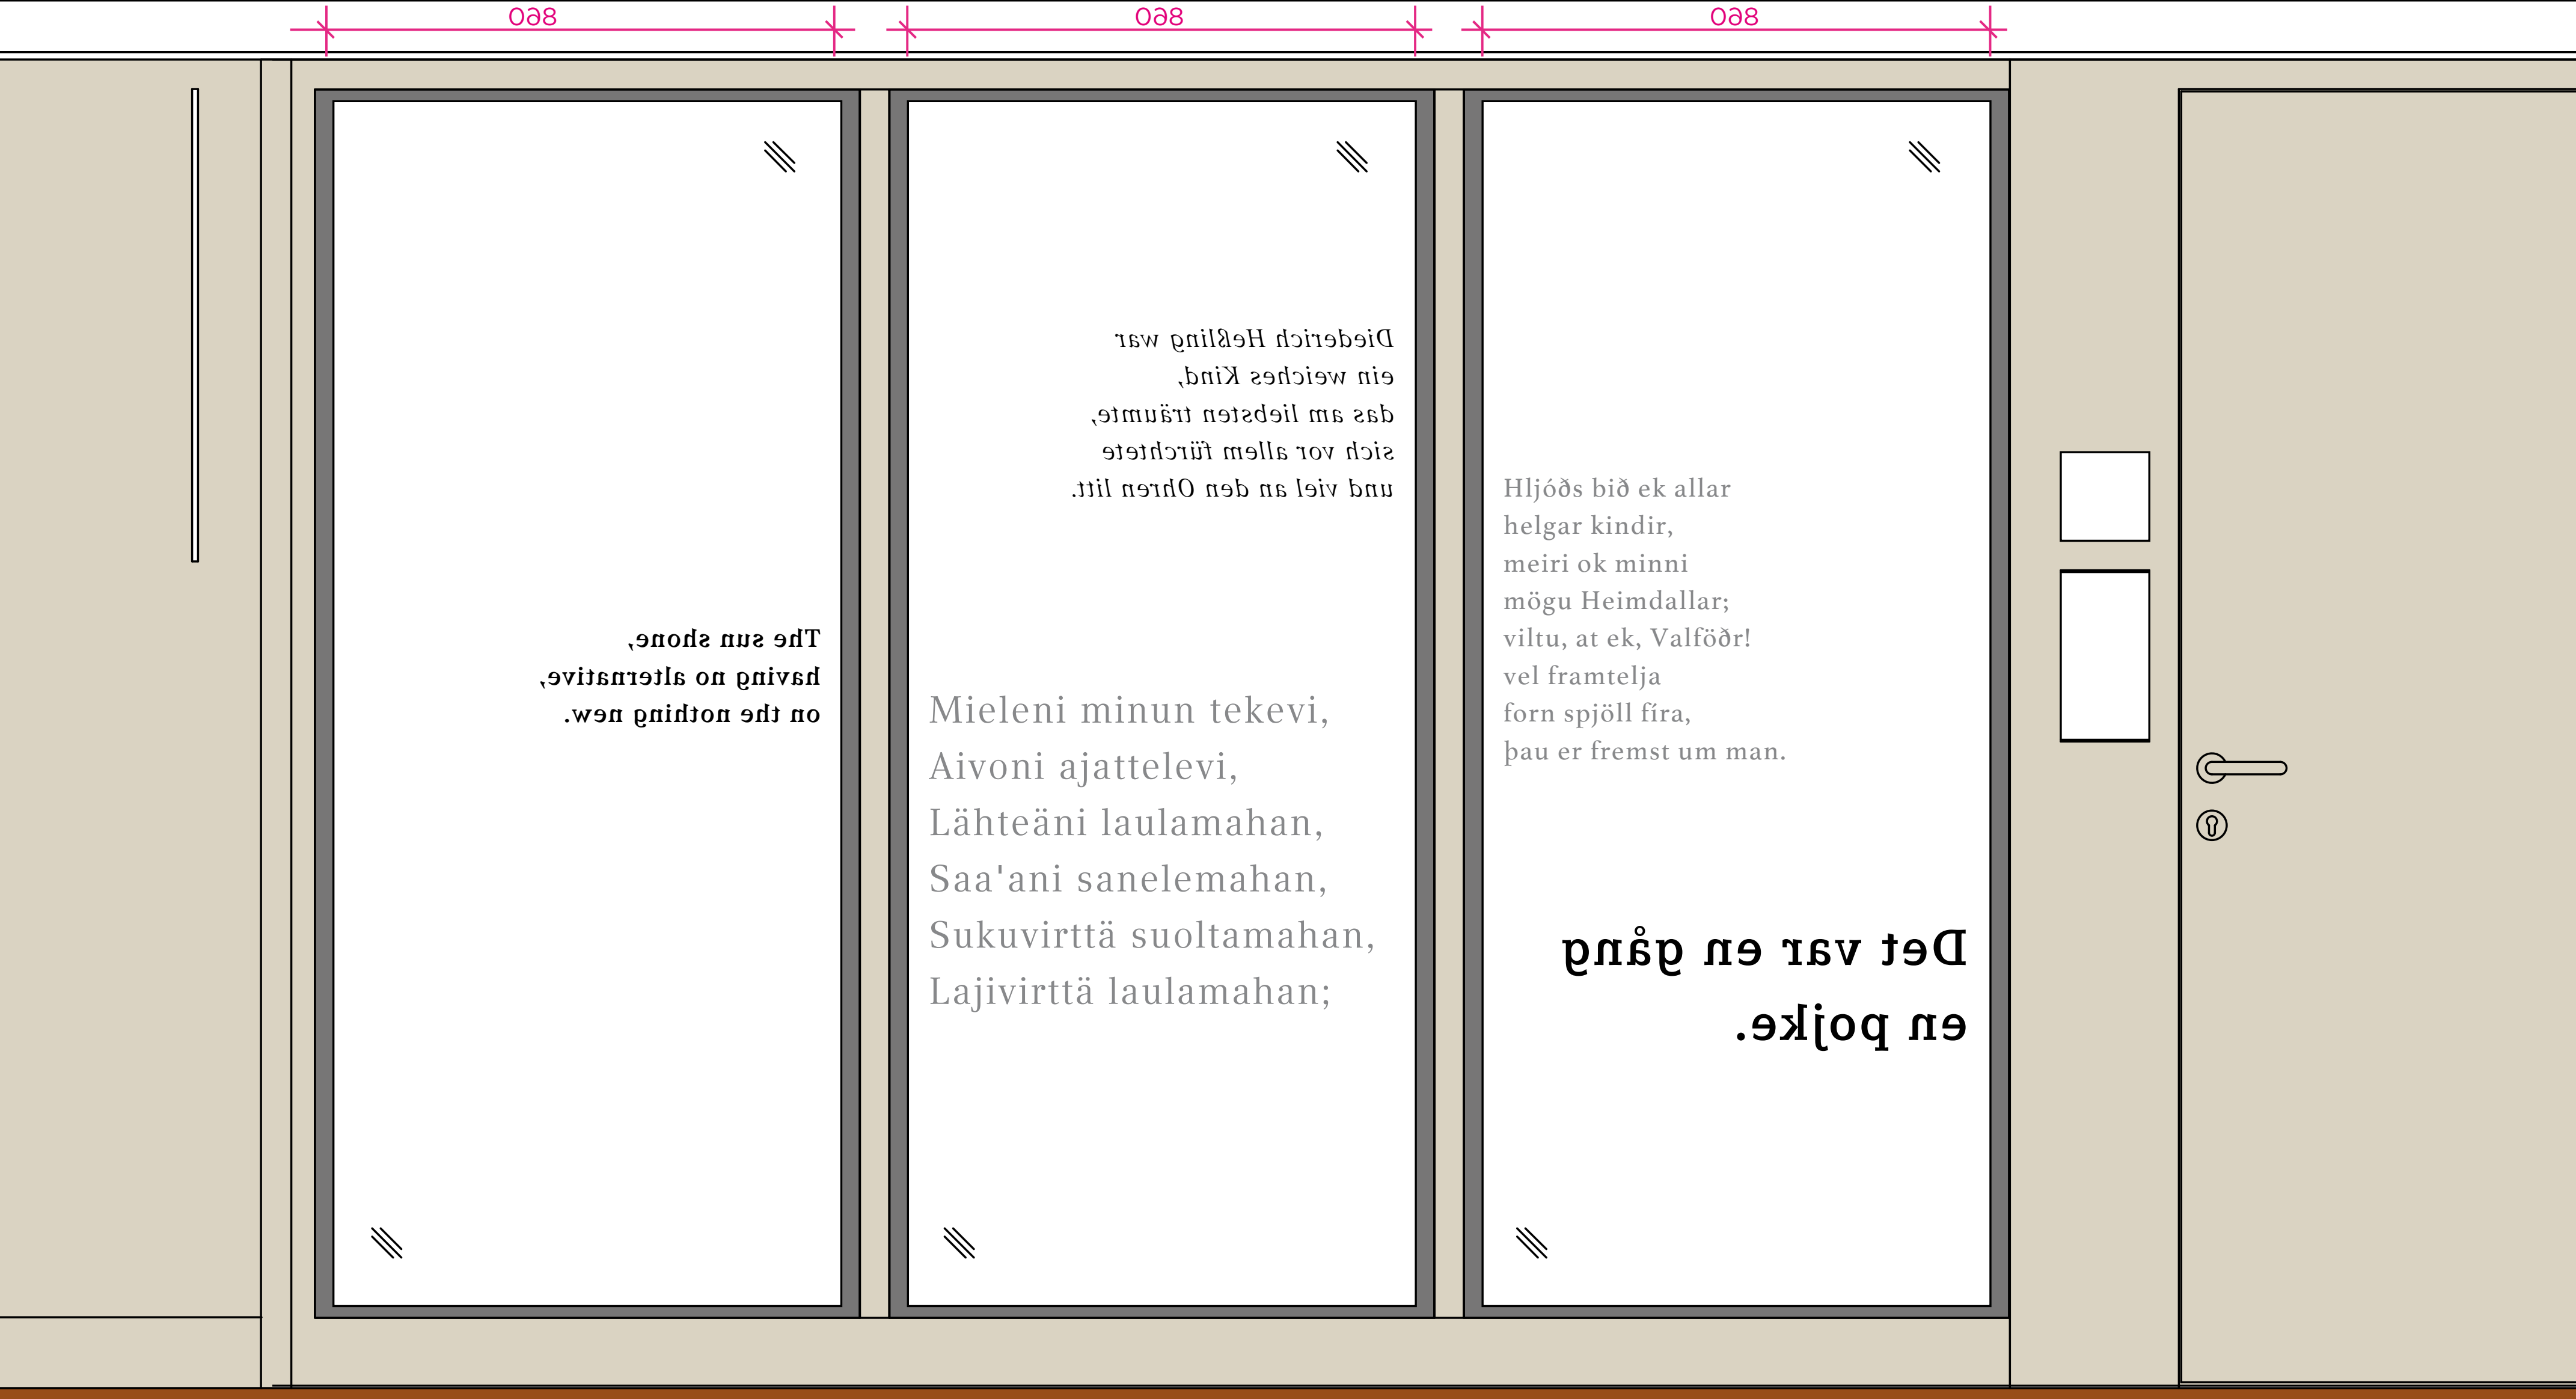 860
860
860
The sun shone,
having no alternative,
on the nothing new.
Diederich Heßling war
ein weiches Kind,
das am liebsten träumte,
sich vor allem fürchtete
und viel an den Ohren litt.
Mieleni minun tekevi,
Aivoni ajattelevi,
Lähteäni laulamahan,
Saa'ani sanelemahan,
Sukuvirttä suoltamahan,
Lajivirttä laulamahan;
Hljóðs bið ek allar
helgar kindir,
meiri ok minni
mögu Heimdallar;
viltu, at ek, Valföðr!
vel framtelja
forn spjöll fíra,
þau er fremst um man.
Det var en gång
en pojke.